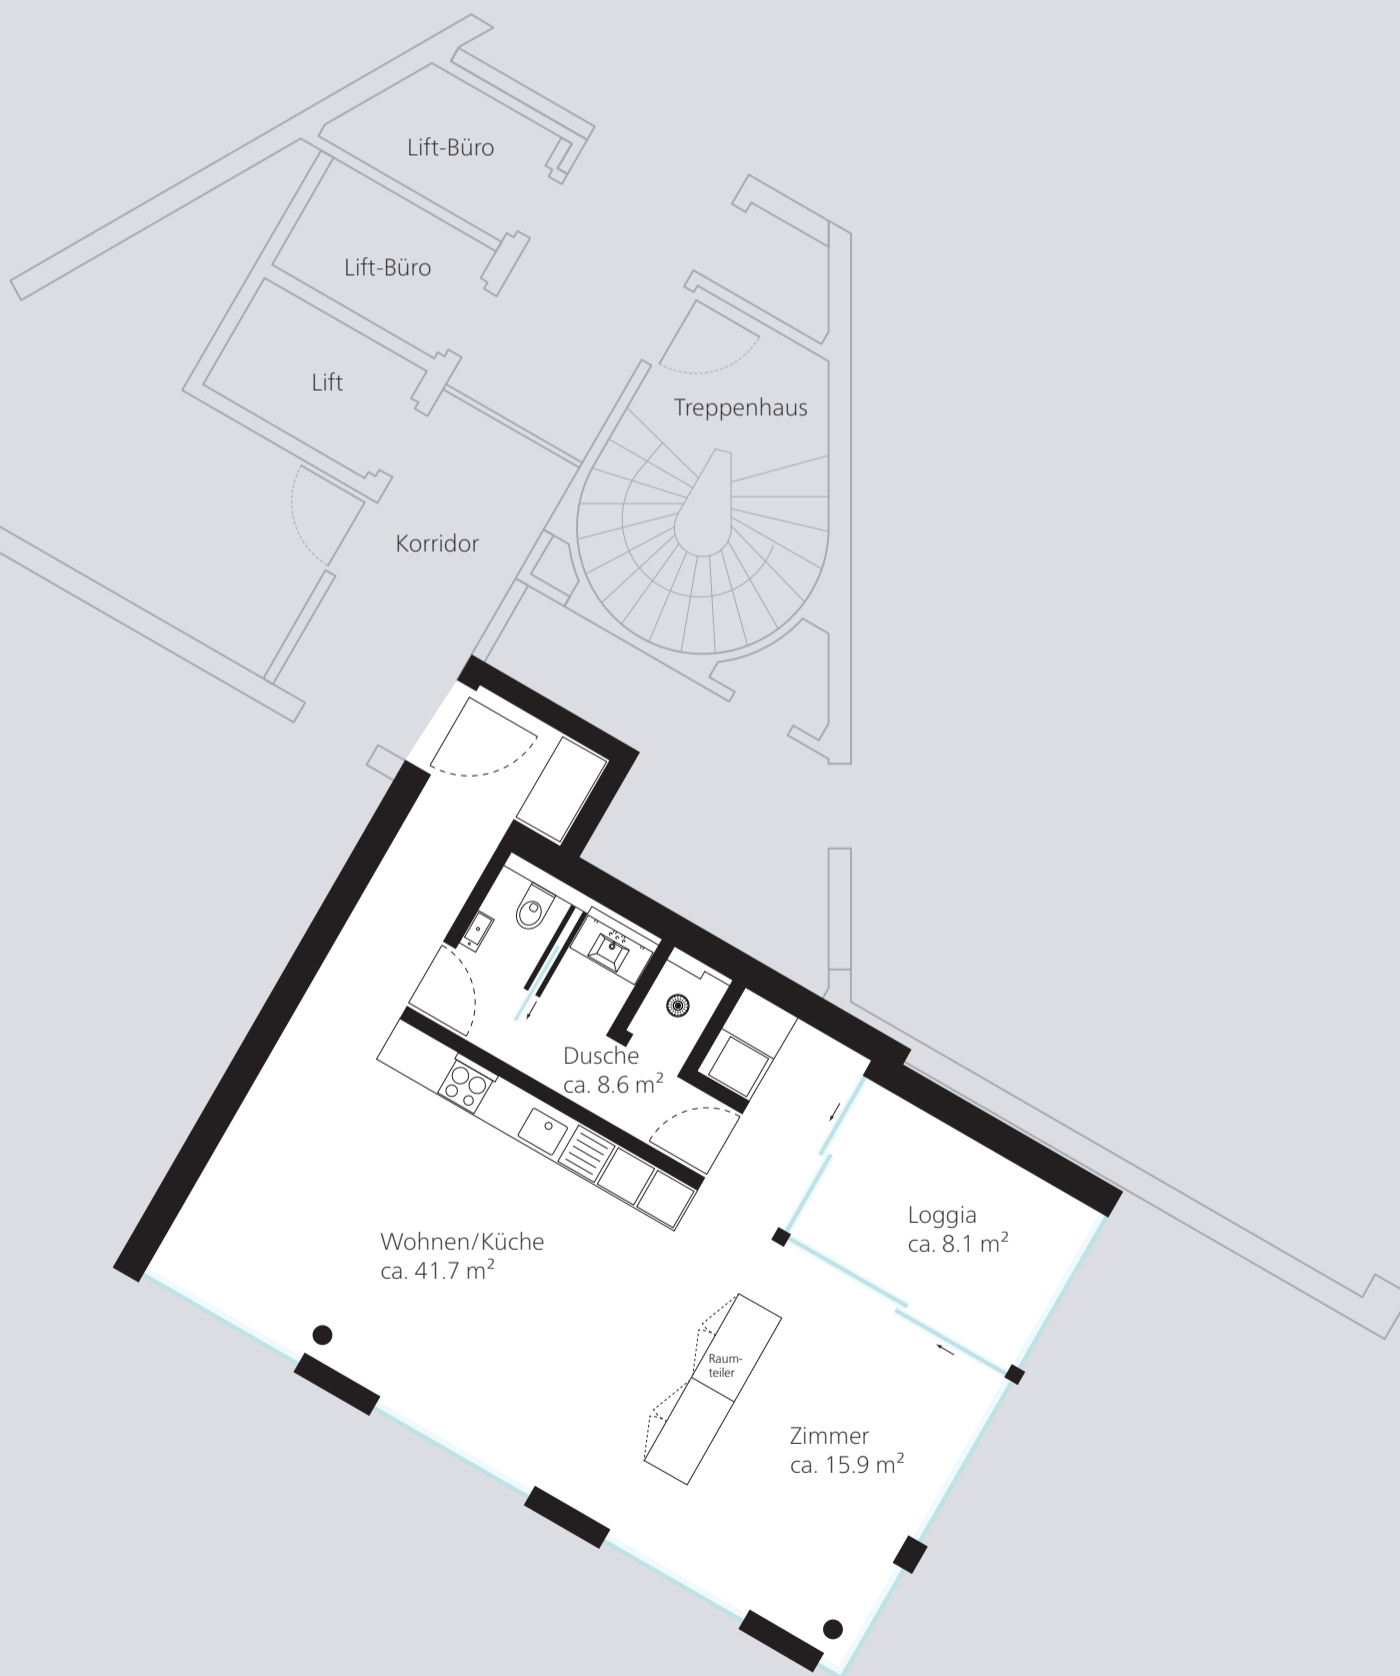 Lift-Büro
Lift-Büro
Lift
Treppenhaus
Korridor
Dusche
ca. 8.6 m²
Loggia
ca. 8.1 m²
Wohnen/Küche
ca. 41.7 m²
Raum-
teiler
Zimmer
ca. 15.9 m²